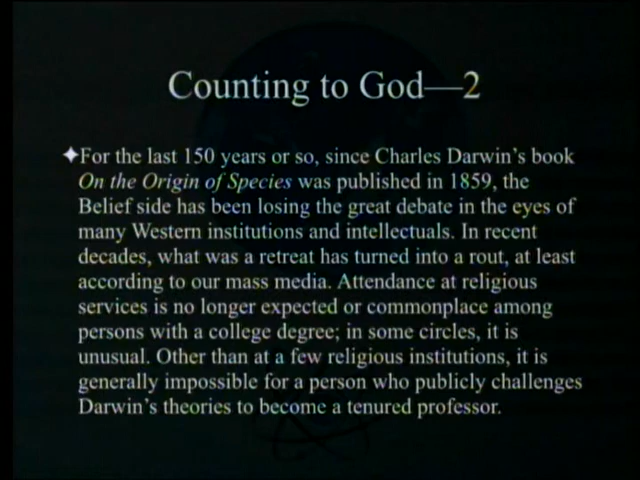 Counting to God—2
✦For the last 150 years or so, since Charles Darwin's book
On the Origin of Species was published in 1859, the
Belief side has been losing the great debate in the eyes of
many Western institutions and intellectuals. In recent
decades, what was a retreat has turned into a rout, at least
according to our mass media. Attendance at religious
services is no longer expected or commonplace among
persons with a college degree; in some circles, it is
unusual. Other than at a few religious institutions, it is
generally impossible for a person who publicly challenges
Darwin's theories to become a tenured professor.